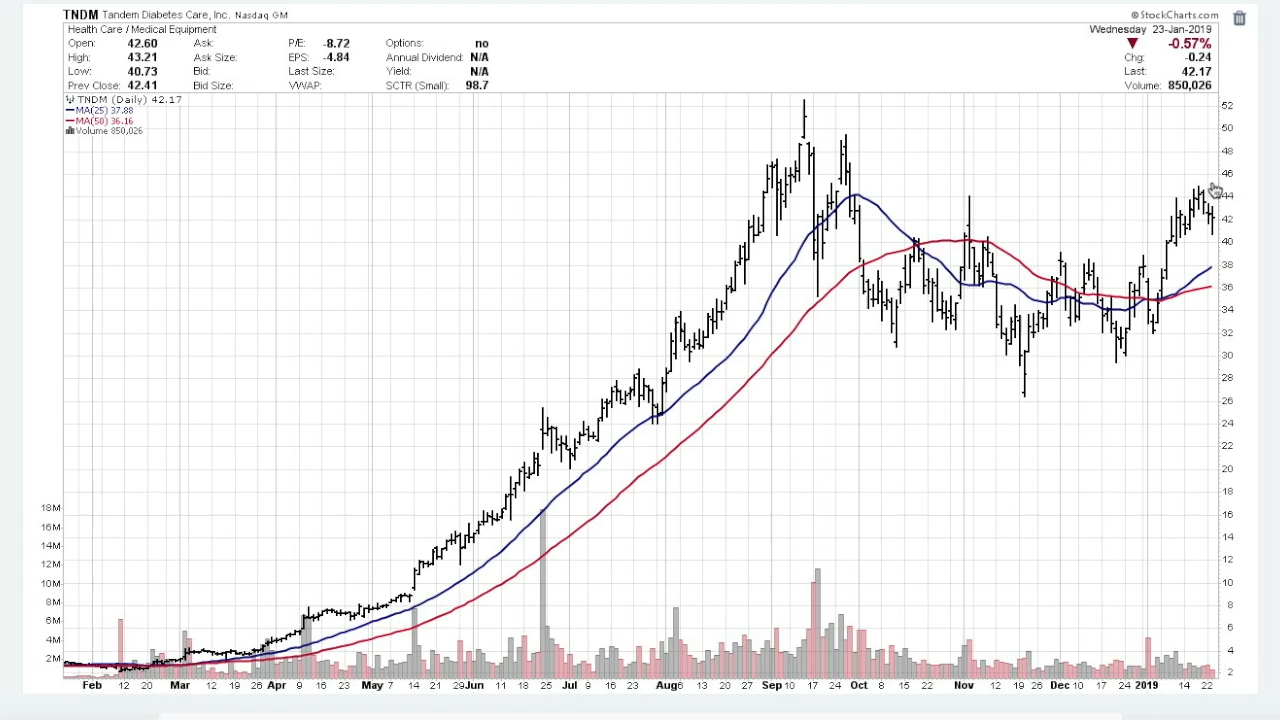 TNDM Tandem Diabetes Care, Inc. Nasdaq GM
@StockCharts.com
Health Care / Medical Equipment
Wednesday 23-Jan-2019
Open: 42.60 Ask: P/E: -8.72 Options: no
▼ -0.57%
High: 43.21 Ask Size: EPS: -4.84 Annual Dividend: N/A
Chg: -0.24
Low: 40.73 Bid: Last Size: Yield: N/A
Last: 42.17
Prev Close: 42.41 Bid Size: VWAP: SCTR (Small): 98.7
Volume: 850,026
TNDM (Daily) 42.17
MA(25) 37.88
MA(50) 36.16
Volume 850,026
52
50
48
46
44
42
40
38
36
34
32
30
28
26
24
22
20
18
16
14
12
10
8
6
4
2
18M
16M
14M
12M
10M
8M
6M
4M
2M
Feb 12 20 Mar 12 19 26 Apr 9 16 23 May 7 14 21 29 Jun 11 18 25 Jul 9 16 23 Aug 6 13 20 27 Sep 10 17 24 Oct 8 15 22 Nov 12 19 26 Dec 10 17 24 2019 14 22